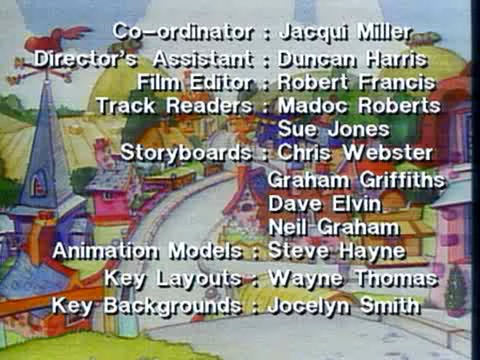 Co-ordinator : Jacqui Miller
Director's Assistant : Duncan Harris
Film Editor : Robert Francis
Track Readers : Madoc Roberts
Sue Jones
Storyboards : Chris Webster
Graham Griffiths
Dave Elvin
Neil Graham
Animation Models : Steve Hayne
Key Layouts : Wayne Thomas
Key Backgrounds : Jocelyn Smith